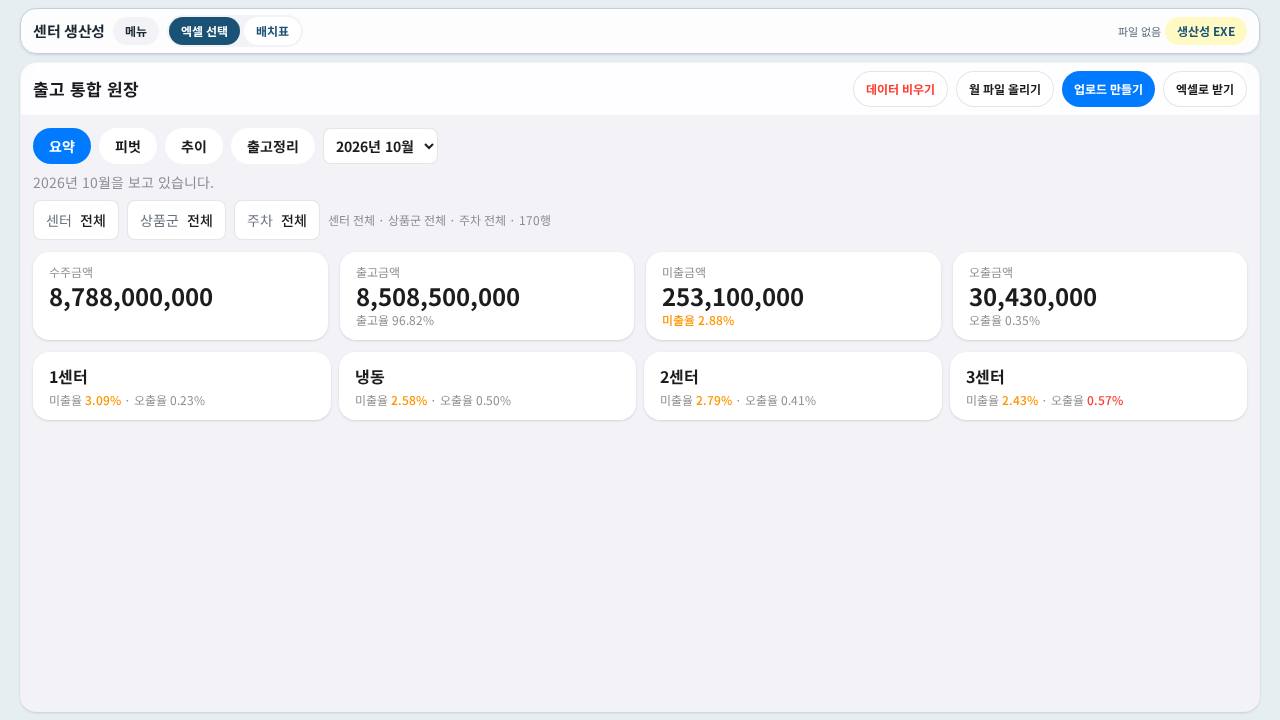 센터 생산성 메뉴 엑셀 선택 배치표 파일 없음 생산성 EXE
출고 통합 원장 데이터 비우기 월 파일 올리기 업로드 만들기 엑셀로 받기
요약 피벗 추이 출고정리 2026년 10월
2026년 10월을 보고 있습니다.
센터 전체 상품군 전체 주차 전체 센터 전체 · 상품군 전체 · 주차 전체 · 170행
수주금액 출고금액 미출금액 오출금액
8,788,000,000 8,508,500,000 253,100,000 30,430,000
출고율 96.82% 미출율 2.88% 오출율 0.35%
1센터 냉동 2센터 3센터
미출율 3.09% · 오출율 0.23% 미출율 2.58% · 오출율 0.50% 미출율 2.79% · 오출율 0.41% 미출율 2.43% · 오출율 0.57%